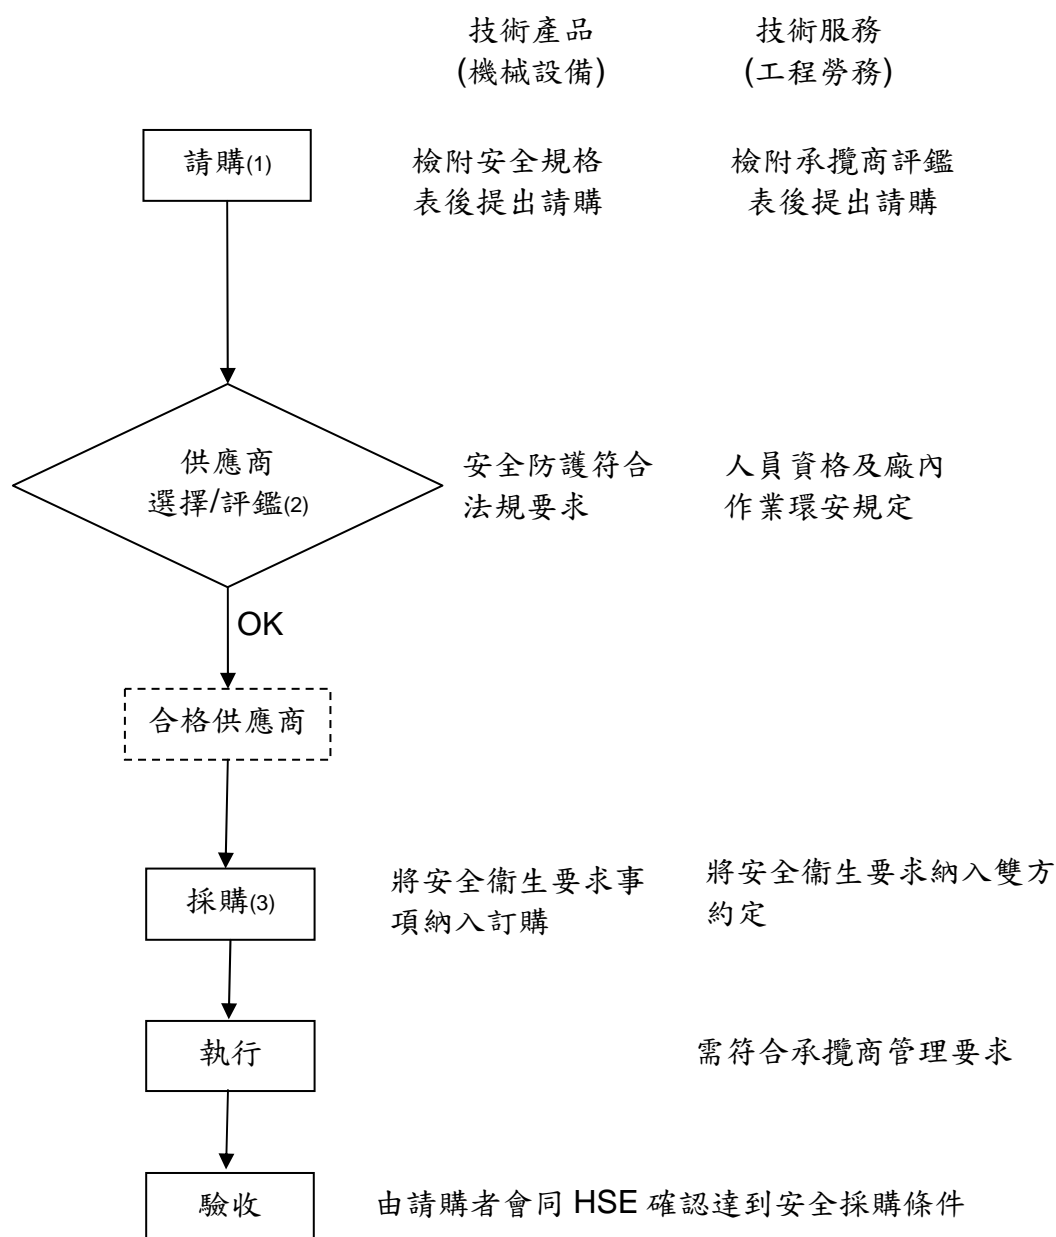 技術產品
(機械設備)
技術服務
(工程勞務)
請購(1)
檢附安全規格
表後提出請購
檢附承攬商評鑑
表後提出請購
供應商
選擇/評鑑(2)
安全防護符合
法規要求
人員資格及廠內
作業環安規定
OK
合格供應商
採購(3)
將安全衞生要求事
項納入訂購
將安全衞生要求納入雙方
約定
執行
需符合承攬商管理要求
驗收
由請購者會同 HSE 確認達到安全採購條件